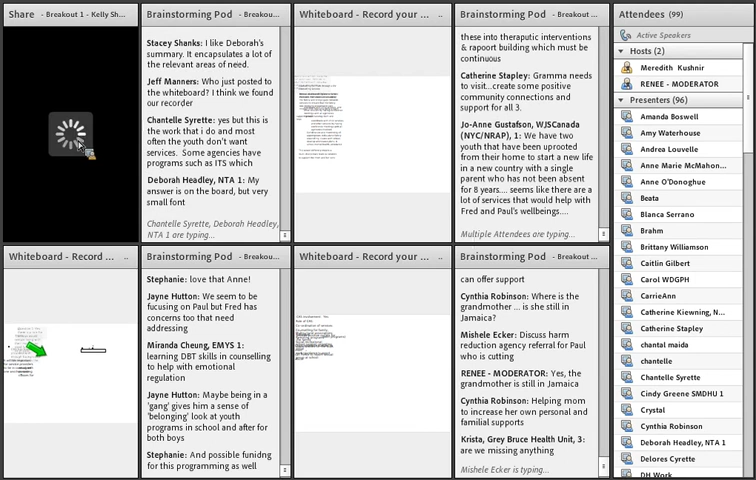 Share - Breakout 1 - Kelly Sh...
Brainstorming Pod - Breakou...
Stacey Shanks: I like Deborah's
summary. It encapsulates a lot of
the relevant areas of need.
Jeff Manners: Who just posted to
the whiteboard? I think we found
our recorder
Chantelle Syrette: yes but this is
the work that i do and most
often the youth don't want
services. Some agencies have
programs such as ITS which
Deborah Headley, NTA 1: My
answer is on the board, but very
small font
Chantelle Syrette, Deborah Headley,
NTA 1 are typing...
Whiteboard - Record your ... ..
Brainstorming Pod - Breakout ...
these into theraputic interventions
& rapoort building which must be
continuous
Catherine Stapley: Gramma needs
to visit...create some positive
community connections and
support for all 3.
Jo-Anne Gustafson, WJSCanada
(NYC/NRAP), 1: We have two
youth that have been uprooted
from their home to start a new life
in a new country with a single
parent who has not been absent
for 8 years.... seems like there are a
lot of services that would help with
Fred and Paul's wellbeings....
Multiple Attendees are typing...
Whiteboard - Record ... ..
Brainstorming Pod - Breakou...
Stephanie: love that Anne!
Jayne Hutton: We seem to be
fucusing on Paul but Fred has
concerns too that need
addressing
Miranda Cheung, EMYS 1:
learning DBT skills in counselling
to help with emotional
regulation
Jayne Hutton: Maybe being in a
'gang' gives him a sense of
'belonging' look at youth
programs in school and after for
both boys
Stephanie: And possible funidng
for this programming as well
Whiteboard - Record your ... ..
Brainstorming Pod - Breakout ...
can offer support
Cynthia Robinson: Where is the
grandmother ... is she still in
Jamaica?
Mishele Ecker: Discuss harm
reduction agency referral for Paul
who is cutting
RENEE - MODERATOR: Yes, the
grandmother is still in Jamaica
Cynthia Robinson: Helping mom
to increase her own personal and
familial supports
Krista, Grey Bruce Health Unit, 3:
are we missing anything
Mishele Ecker is typing...
Attendees (99)
Active Speakers
Hosts (2)
Meredith Kushnir
RENEE - MODERATOR
Presenters (96)
Amanda Boswell
Amy Waterhouse
Andrea Louvelle
Anne Marie McMahon...
Anne O'Donoghue
Beata
Blanca Serrano
Brahm
Brittany Williamson
Caitlin Gilbert
Carol WDGPH
CarrieAnn
Catherine Kiewning, N...
Catherine Stapley
chantal maida
chantelle
Chantelle Syrette
Cindy Greene SMDHU 1
Crystal
Cynthia Robinson
Deborah Headley, NTA 1
Delores Cyrette
DH Work